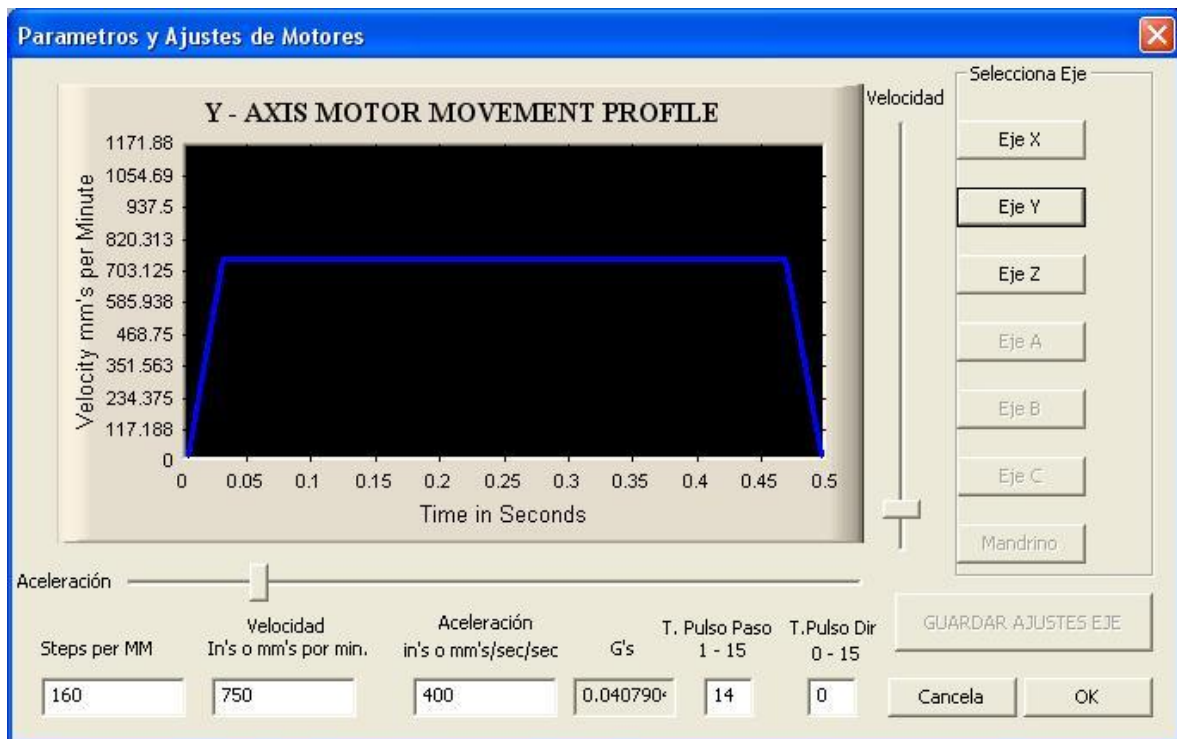 Parametros y Ajustes de Motores
Selecciona Eje
Velocidad
Y - AXIS MOTOR MOVEMENT PROFILE
Velocity mm's per Minute
1171.88
1054.69
937.5
820.313
703.125
585.938
468.75
351.563
234.375
117.188
0
0 0.05 0.1 0.15 0.2 0.25 0.3 0.35 0.4 0.45 0.5
Time in Seconds
Eje X
Eje Y
Eje Z
Eje A
Eje B
Eje C
Mandrino
Aceleración
Steps per MM
160
Velocidad
In's o mm's por min.
750
Aceleración
in's o mm's/sec/sec
400
G's
0.040790
T. Pulso Paso
1 - 15
14
T.Pulso Dir
0 - 15
0
GUARDAR AJUSTES EJE
Cancela
OK